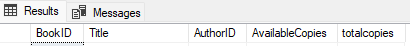 Results Messages
BookID Title AuthorID AvailableCopies totalcopies